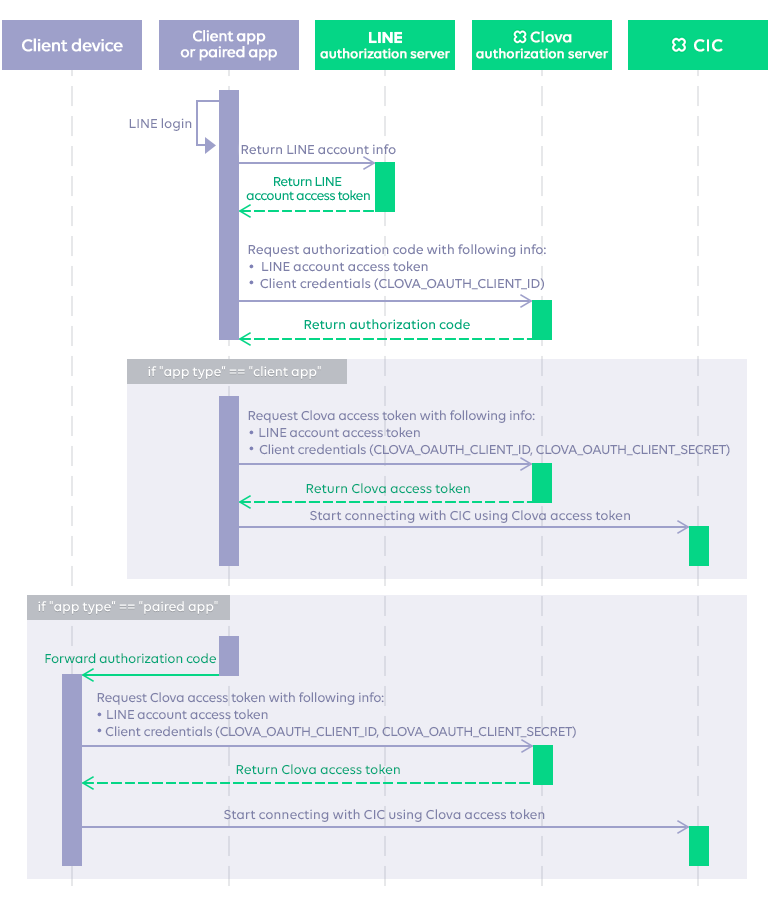 Client device
Client app
or paired app
LINE
authorization server
Clova
authorization server
CIC
LINE login
Return LINE account info
Return LINE
account access token
Request authorization code with following info:
• LINE account access token
• Client credentials (CLOVA_OAUTH_CLIENT_ID)
Return authorization code
if "app type" == "client app"
Request Clova access token with following info:
• LINE account access token
• Client credentials (CLOVA_OAUTH_CLIENT_ID, CLOVA_OAUTH_CLIENT_SECRET)
Return Clova access token
Start connecting with CIC using Clova access token
if "app type" == "paired app"
Forward authorization code
Request Clova access token with following info:
• LINE account access token
• Client credentials (CLOVA_OAUTH_CLIENT_ID, CLOVA_OAUTH_CLIENT_SECRET)
Return Clova access token
Start connecting with CIC using Clova access token